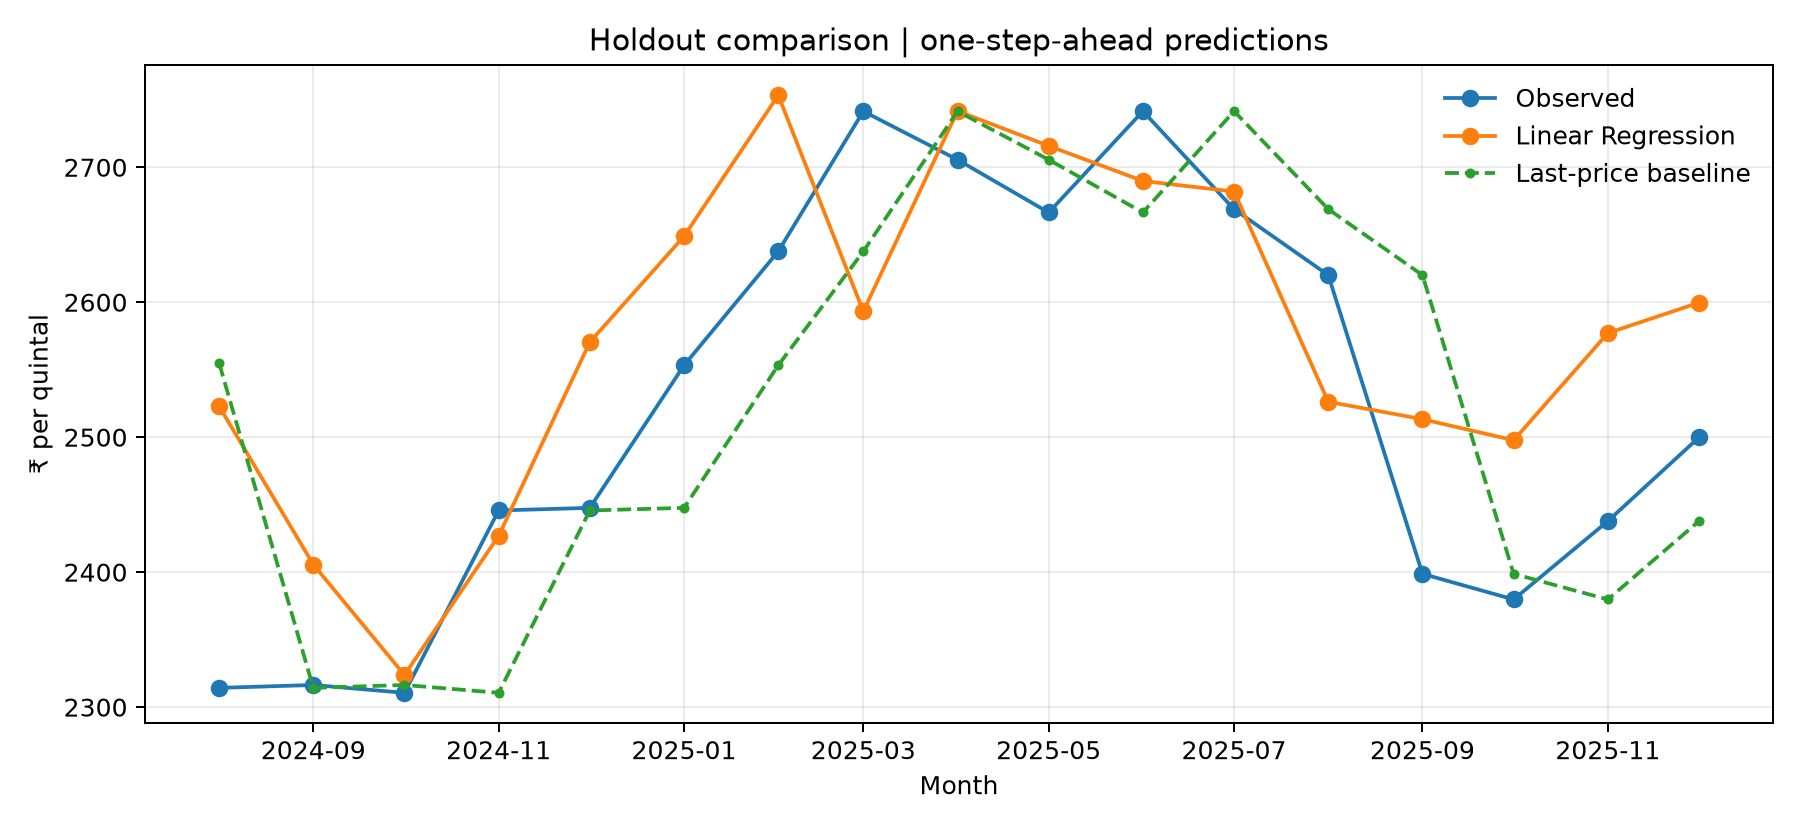 Holdout comparison | one-step-ahead predictions
Observed
Linear Regression
Last-price baseline
₹ per quintal
2700
2600
2500
2400
2300
2024-09 2024-11 2025-01 2025-03 2025-05 2025-07 2025-09 2025-11
Month